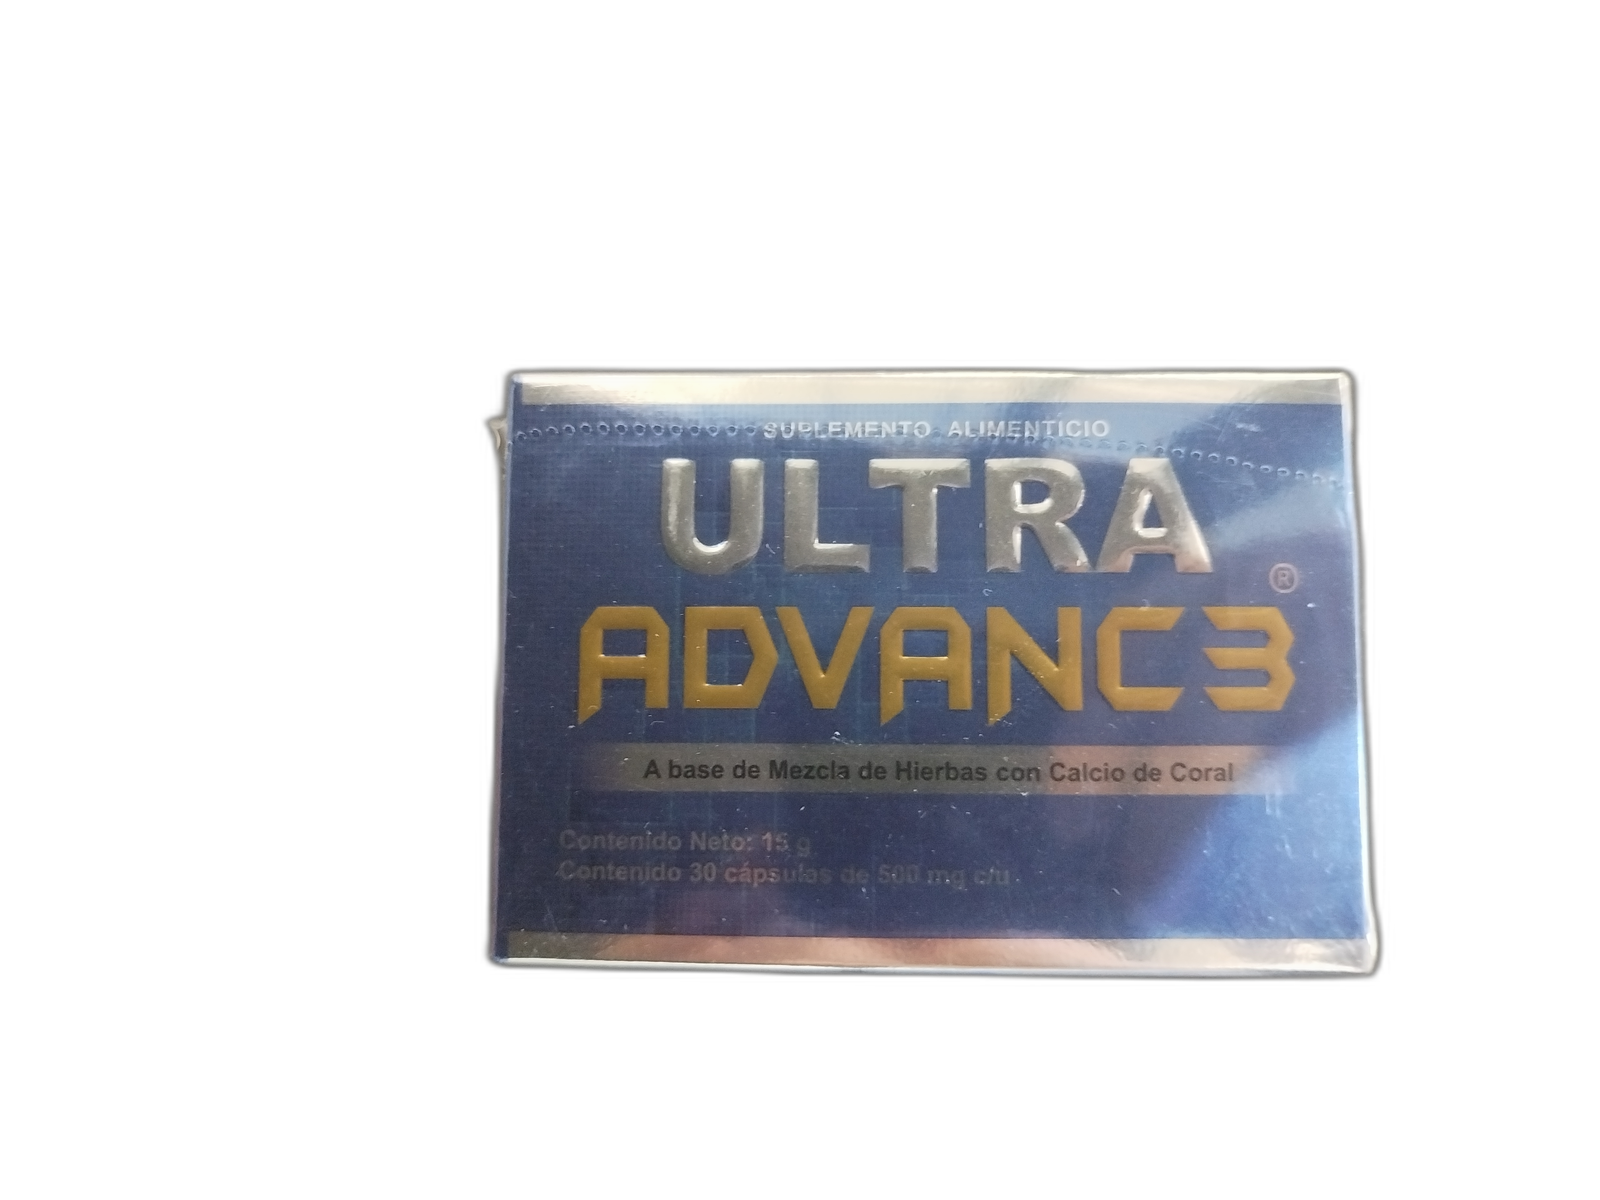 SUPLEMENTO ALIMENTICIO
ULTRA
®
ADVANC3
A base de Mezcla de Hierbas con Calcio de Coral
Contenido Neto: 15 g
Contenido 30 cápsulas de 500 mg c/u